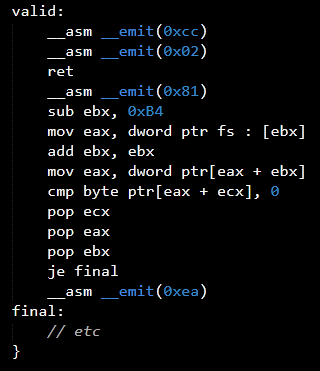 valid:
__asm __emit(0xcc)
__asm __emit(0x02)
ret
__asm __emit(0x81)
sub ebx, 0xB4
mov eax, dword ptr fs : [ebx]
add ebx, ebx
mov eax, dword ptr[eax + ebx]
cmp byte ptr[eax + ecx], 0
pop ecx
pop eax
pop ebx
je final
__asm __emit(0xea)
final:
// etc
}